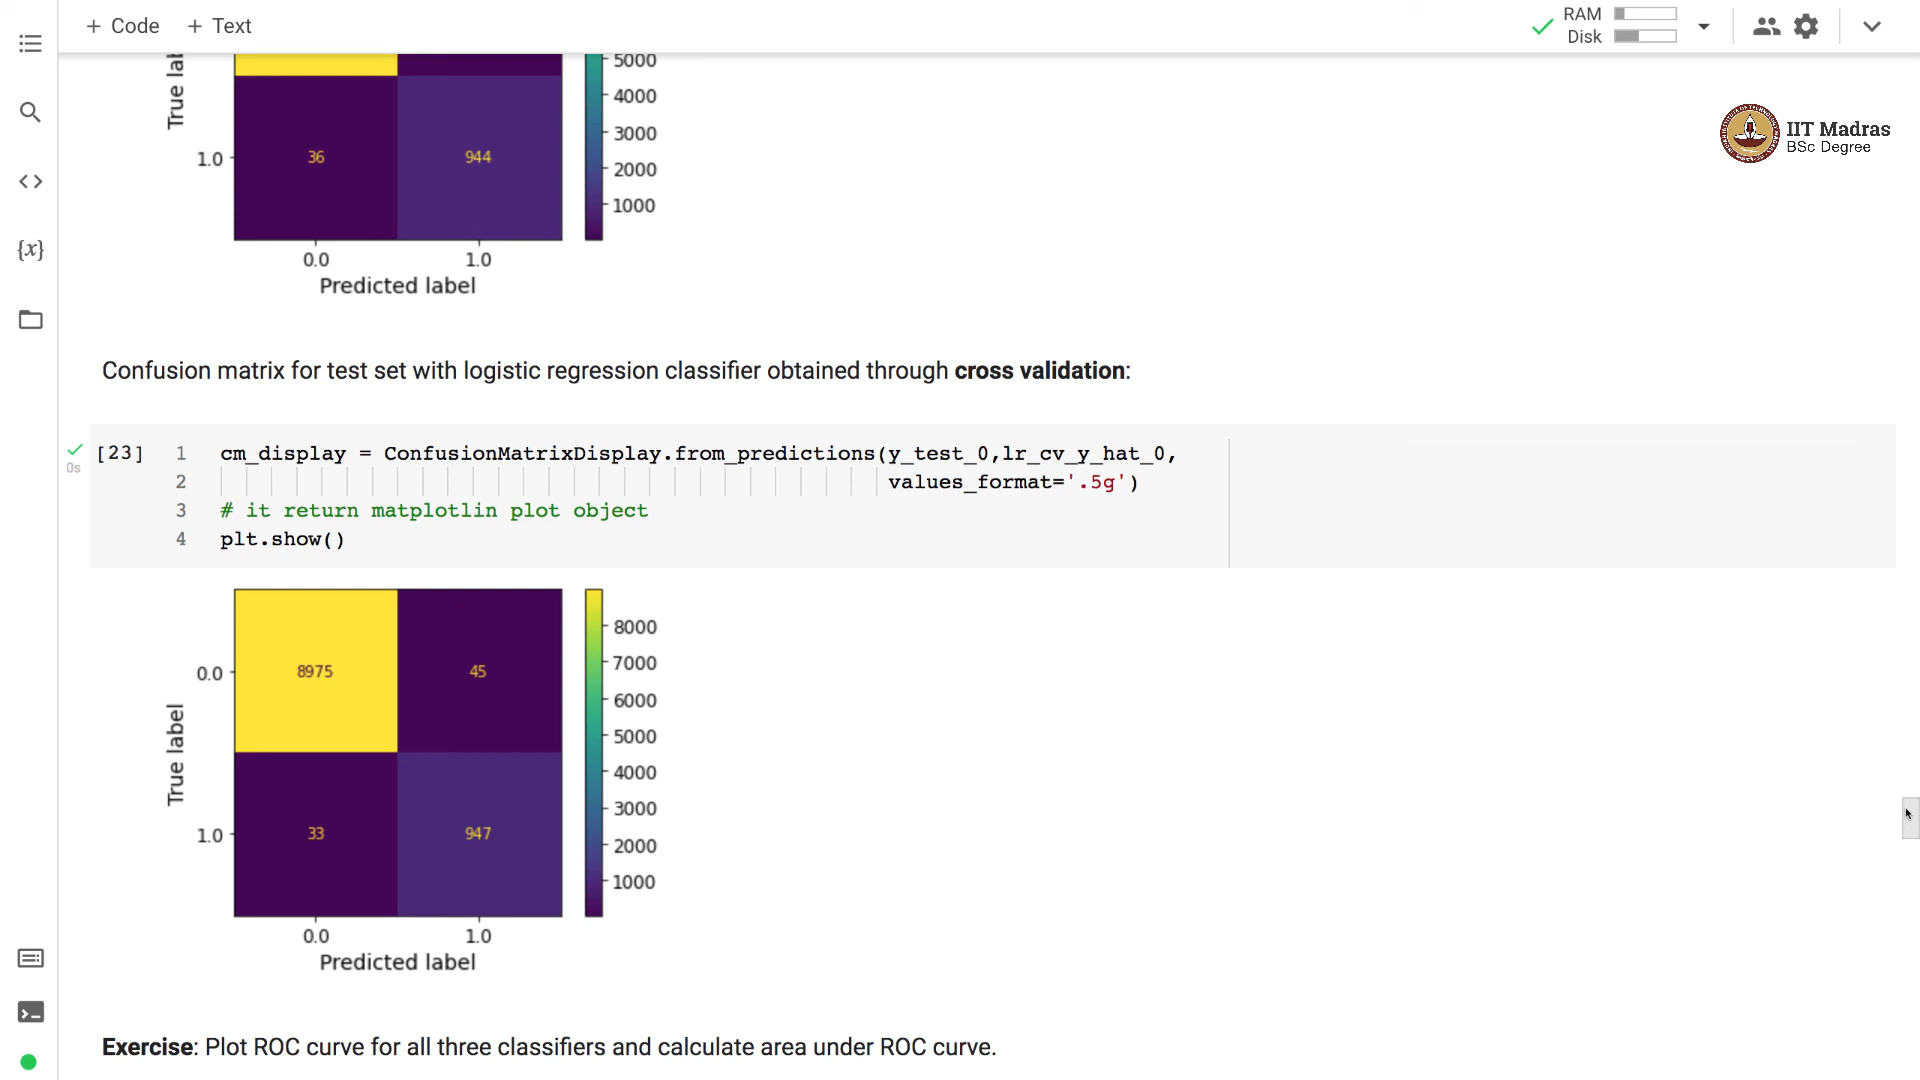 + Code + Text
RAM
Disk
IIT Madras
BSc Degree
True lab
5000
4000
3000
2000
1000
1.0
36 944
0.0 1.0
Predicted label
Confusion matrix for test set with logistic regression classifier obtained through cross validation:
[23] 1 cm_display = ConfusionMatrixDisplay.from_predictions(y_test_0,lr_cv_y_hat_0,
0s
2 values_format='.5g')
3 # it return matplotlin plot object
4 plt.show()
8000
7000
6000
5000
4000
3000
2000
1000
0.0 8975 45
True label
1.0 33 947
0.0 1.0
Predicted label
Exercise: Plot ROC curve for all three classifiers and calculate area under ROC curve.
{x}